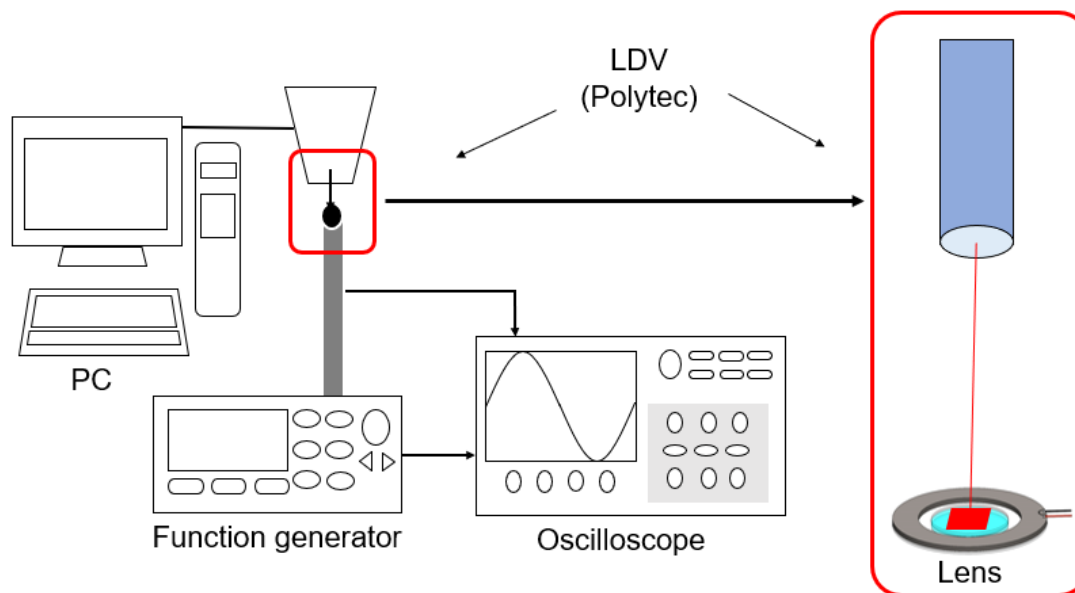 LDV
(Polytec)
PC
Function generator
Oscilloscope
Lens